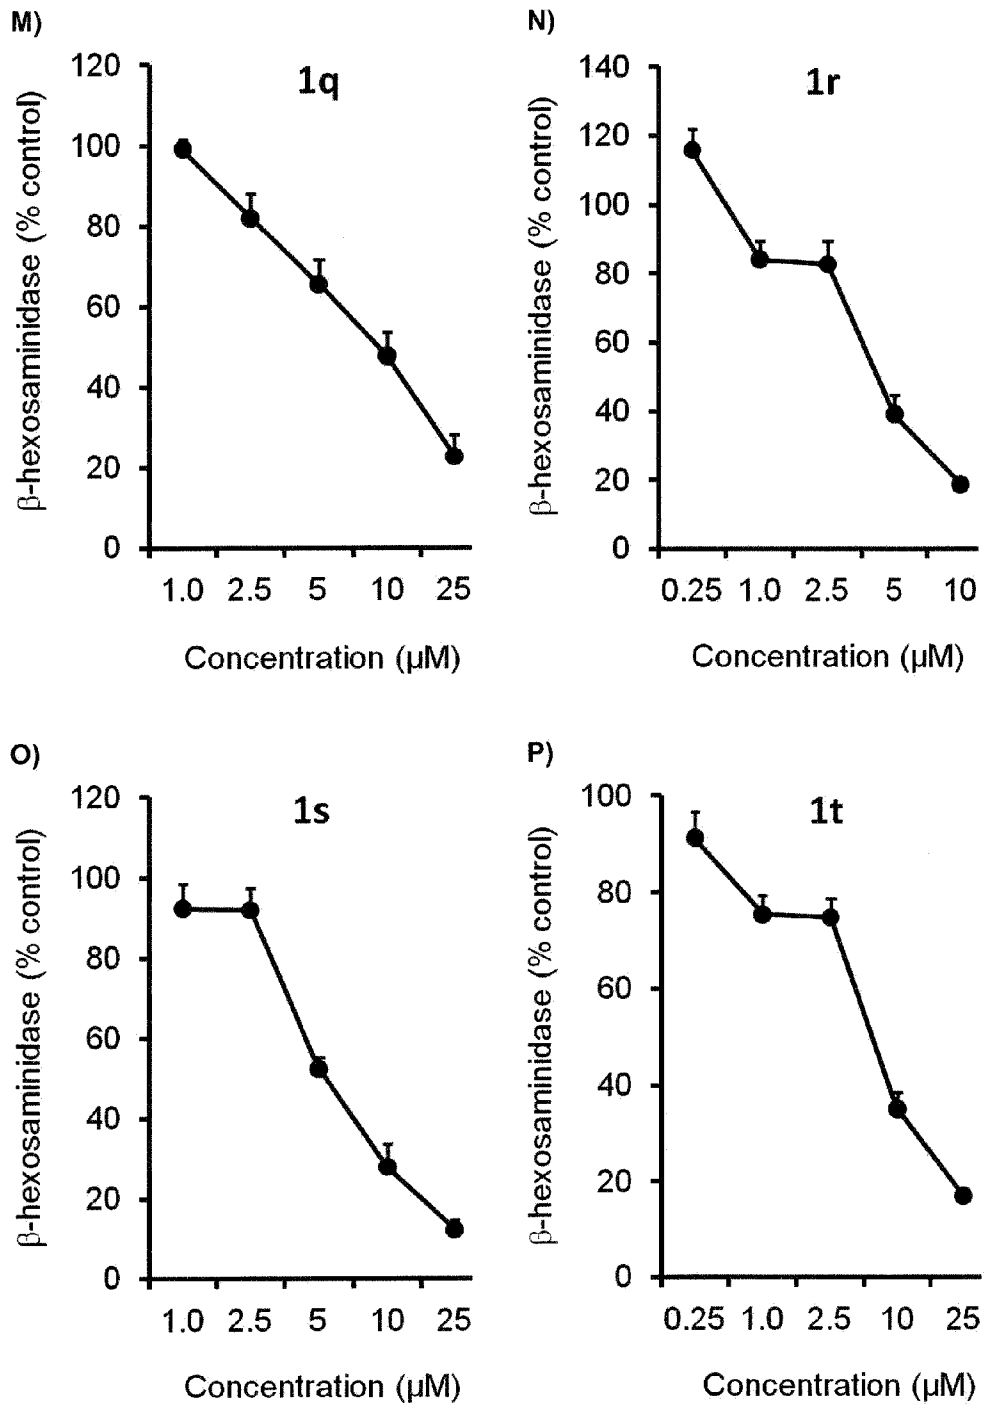 M)
1q
β-hexosaminidase (% control)
120
100
80
60
40
20
0
1.0 2.5 5 10 25
Concentration (µM)
N)
1r
β-hexosaminidase (% control)
140
120
100
80
60
40
20
0
0.25 1.0 2.5 5 10
Concentration (µM)
O)
1s
β-hexosaminidase (% control)
120
100
80
60
40
20
0
1.0 2.5 5 10 25
Concentration (µM)
P)
1t
β-hexosaminidase (% control)
100
80
60
40
20
0
0.25 1.0 2.5 10 25
Concentration (µM)